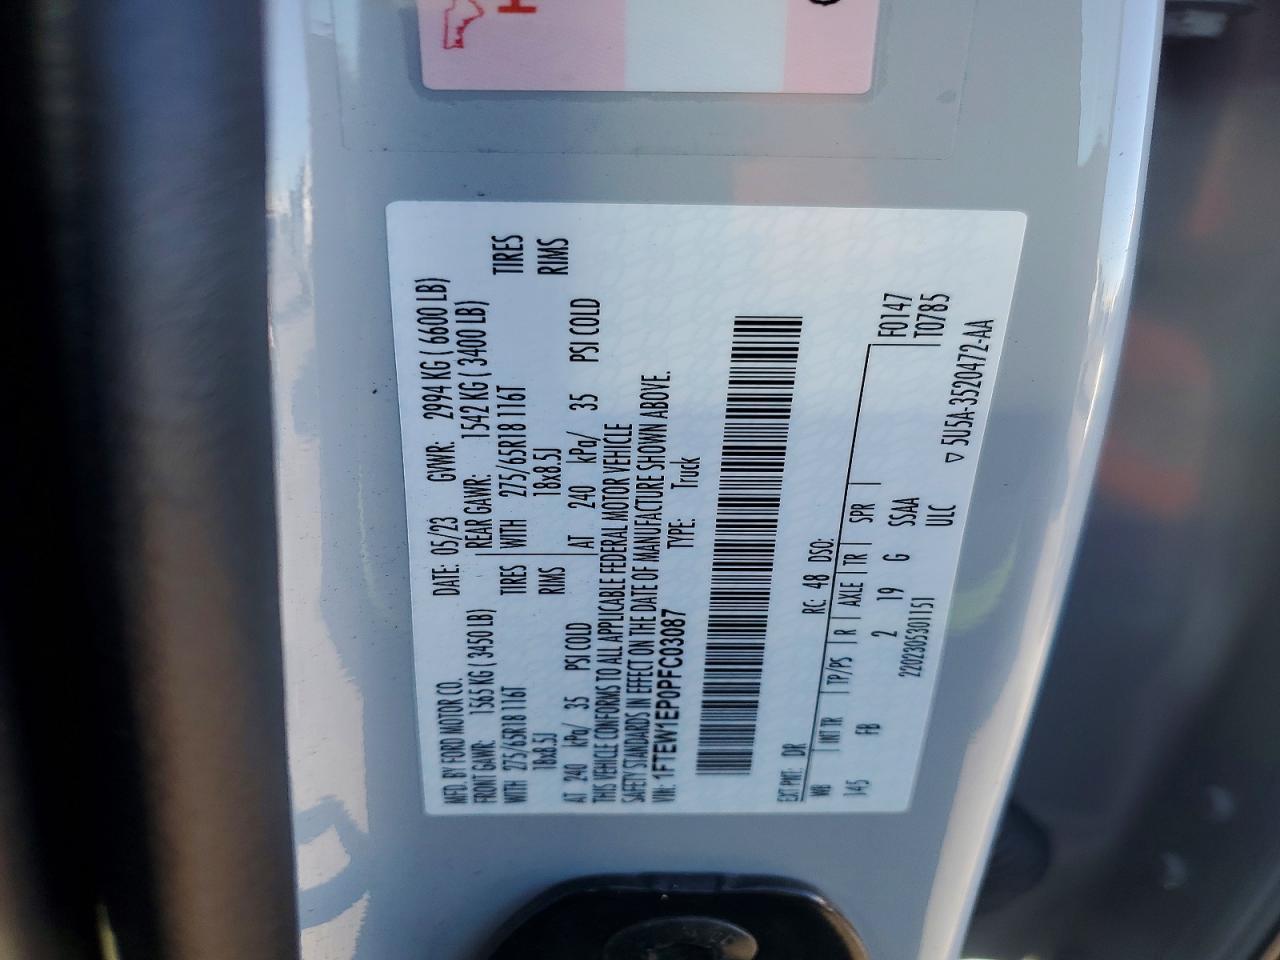 MFD. BY FORD MOTOR CO.
DATE: 05/23 GVWR: 2994 KG ( 6600 LB)
FRONT GAWR: 1565 KG ( 3450 LB) REAR GAWR: 1542 KG ( 3400 LB)
WITH 275/65R18 116T TIRES WITH 275/65R18 116T TIRES
18x8.5J RIMS 18x8.5J RIMS
AT 240 kPa/ 35 PSI COLD AT 240 kPa/ 35 PSI COLD
THIS VEHICLE CONFORMS TO ALL APPLICABLE FEDERAL MOTOR VEHICLE
SAFETY STANDARDS IN EFFECT ON THE DATE OF MANUFACTURE SHOWN ABOVE.
VIN: 1FTEW1EP0PFC03087 TYPE: Truck
EXT PNT: DR RC: 48 DSO:
WB INT TR TP/PS R AXLE TR SPR F0147
145 FB 2 19 G SSAA T0785
2202305301151 ULC
▽ 5U5A-3520472-AA